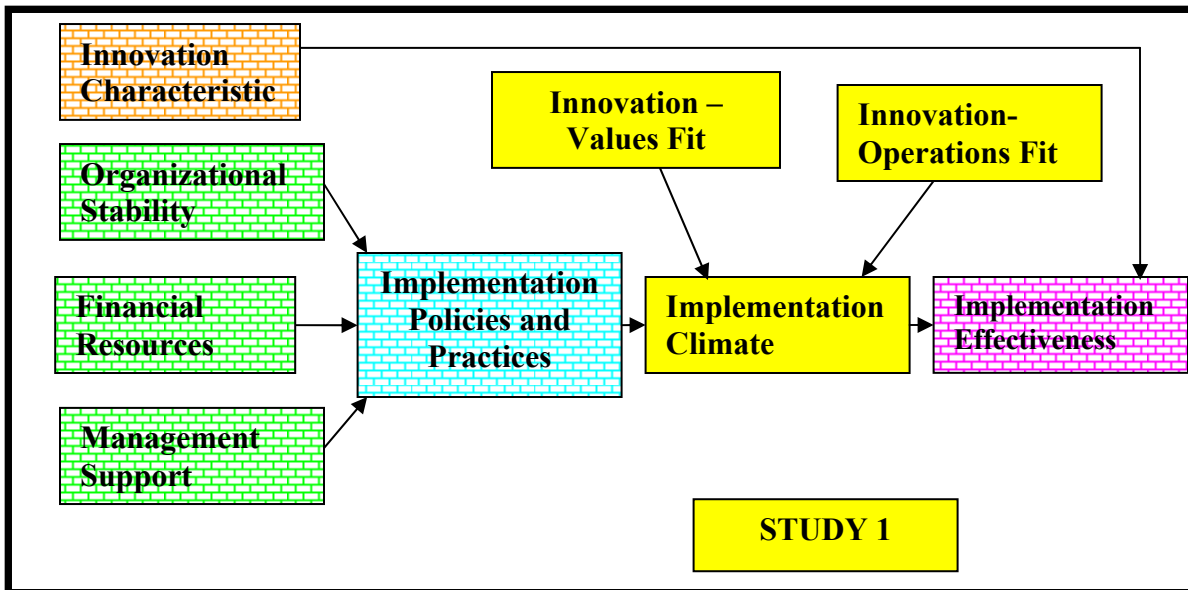 Innovation
Characteristic
Innovation –
Values Fit
Innovation-
Operations Fit
Organizational
Stability
Financial
Resources
Implementation
Policies and
Practices
Implementation
Climate
Implementation
Effectiveness
Management
Support
STUDY 1